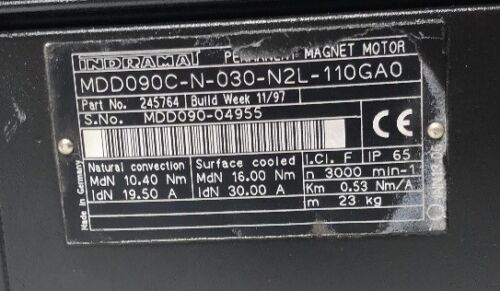 INDRAMAT PERMANENT MAGNET MOTOR
MDD090C-N-030-N2L-110GA0
Part No. 245764 Build Week 11/97
S.No. MDD090-04955
CE
Natural convection Surface cooled I.Cl. F IP 65
MdN 10.40 Nm MdN 16.00 Nm n 3000 min-1
IdN 19.50 A IdN 30.00 A Km 0.53 Nm/A
m 23 kg
Made in Germany